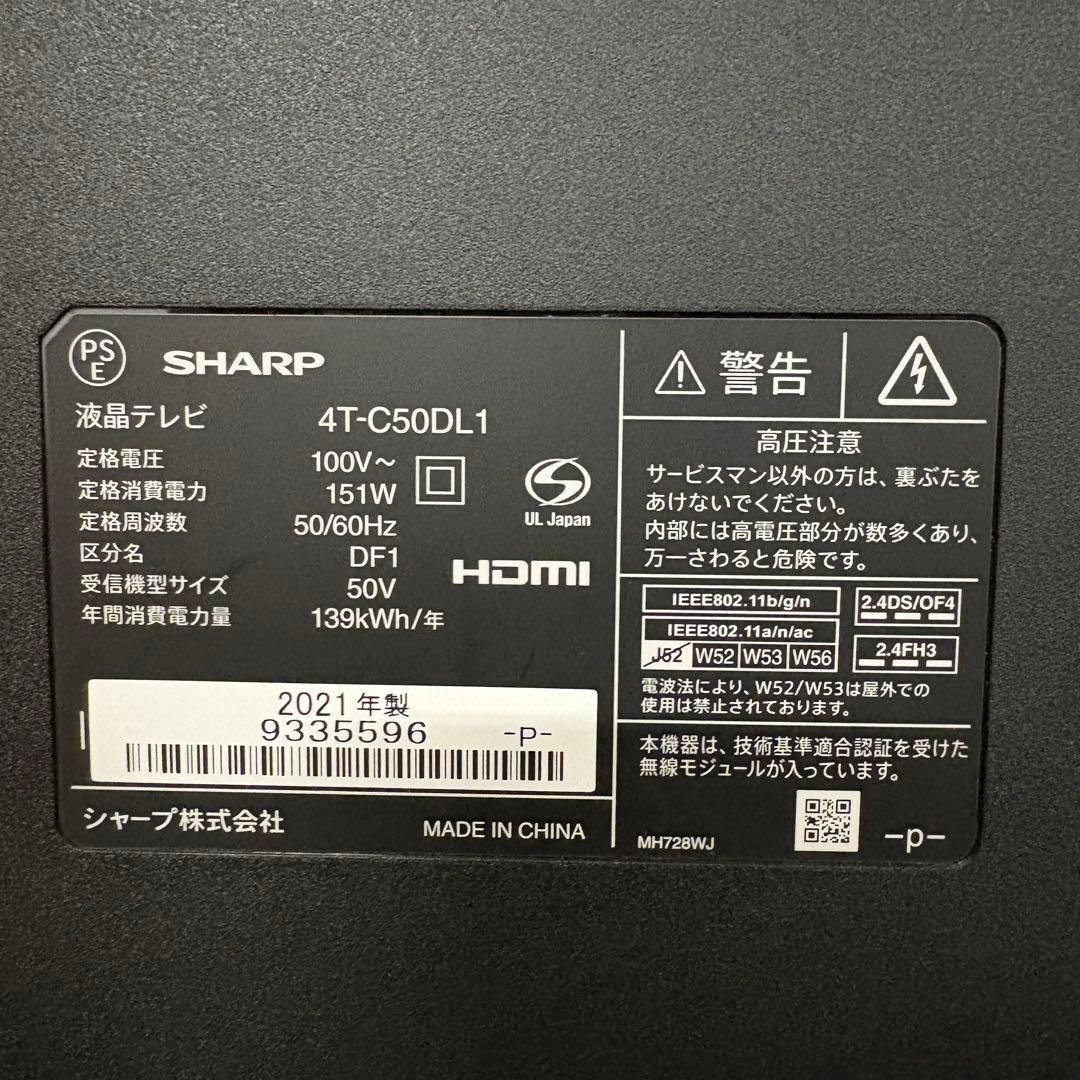 PS
E
SHARP
液晶テレビ 4T-C50DL1
定格電圧 100V～
定格消費電力 151W
定格周波数 50/60Hz
区分名 DF1
受信機型サイズ 50V
年間消費電力量 139kWh/年
UL Japan
HDMI
2021年製
9335596 -P-
シャープ株式会社
MADE IN CHINA
警告
高圧注意
サービスマン以外の方は、裏ぶたを
あけないでください。
内部には高電圧部分が数多くあり、
万一さわると危険です。
IEEE802.11b/g/n
IEEE802.11a/n/ac
J52 W52 W53 W56
2.4DS/OF4
2.4FH3
電波法により、W52/W53は屋外での
使用は禁止されております。
本機器は、技術基準適合認証を受けた
無線モジュールが入っています。
MH728WJ
-p-